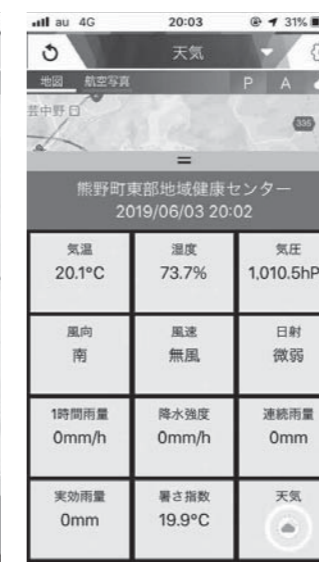 au 4G 20:03 31%
天気
地図 航空写真 P A
芸中野
335
熊野町東部地域健康センター
2019/06/03 20:02
気温 湿度 気圧
20.1°C 73.7% 1,010.5hP
風向 風速 日射
南 無風 微弱
1時間雨量 降水強度 連続雨量
0mm/h 0mm/h 0mm
実効雨量 暑さ指数 天気
0mm 19.9°C